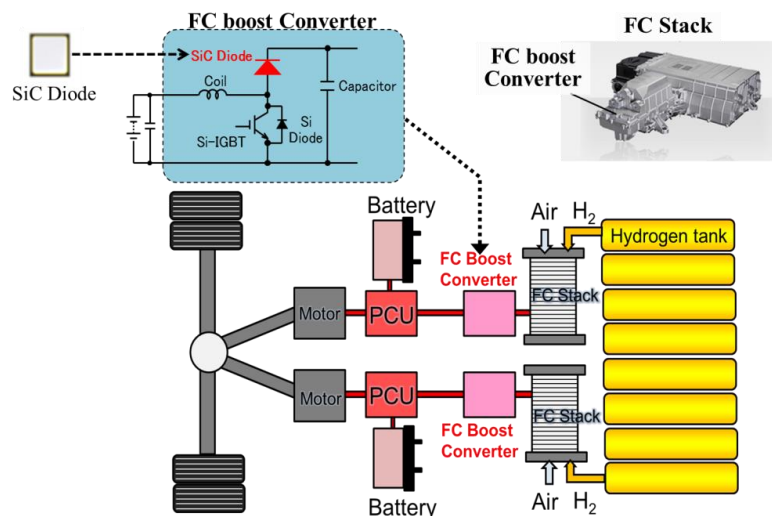 FC boost Converter
FC Stack
SiC Diode
FC boost
Converter
SiC Diode
Coil
Capacitor
Si
Diode
Si-IGBT
Battery
Air
H2
Hydrogen tank
FC Boost
Converter
FC Stack
Motor
PCU
Motor
PCU
FC Stack
FC Boost
Converter
Battery
Air
H2